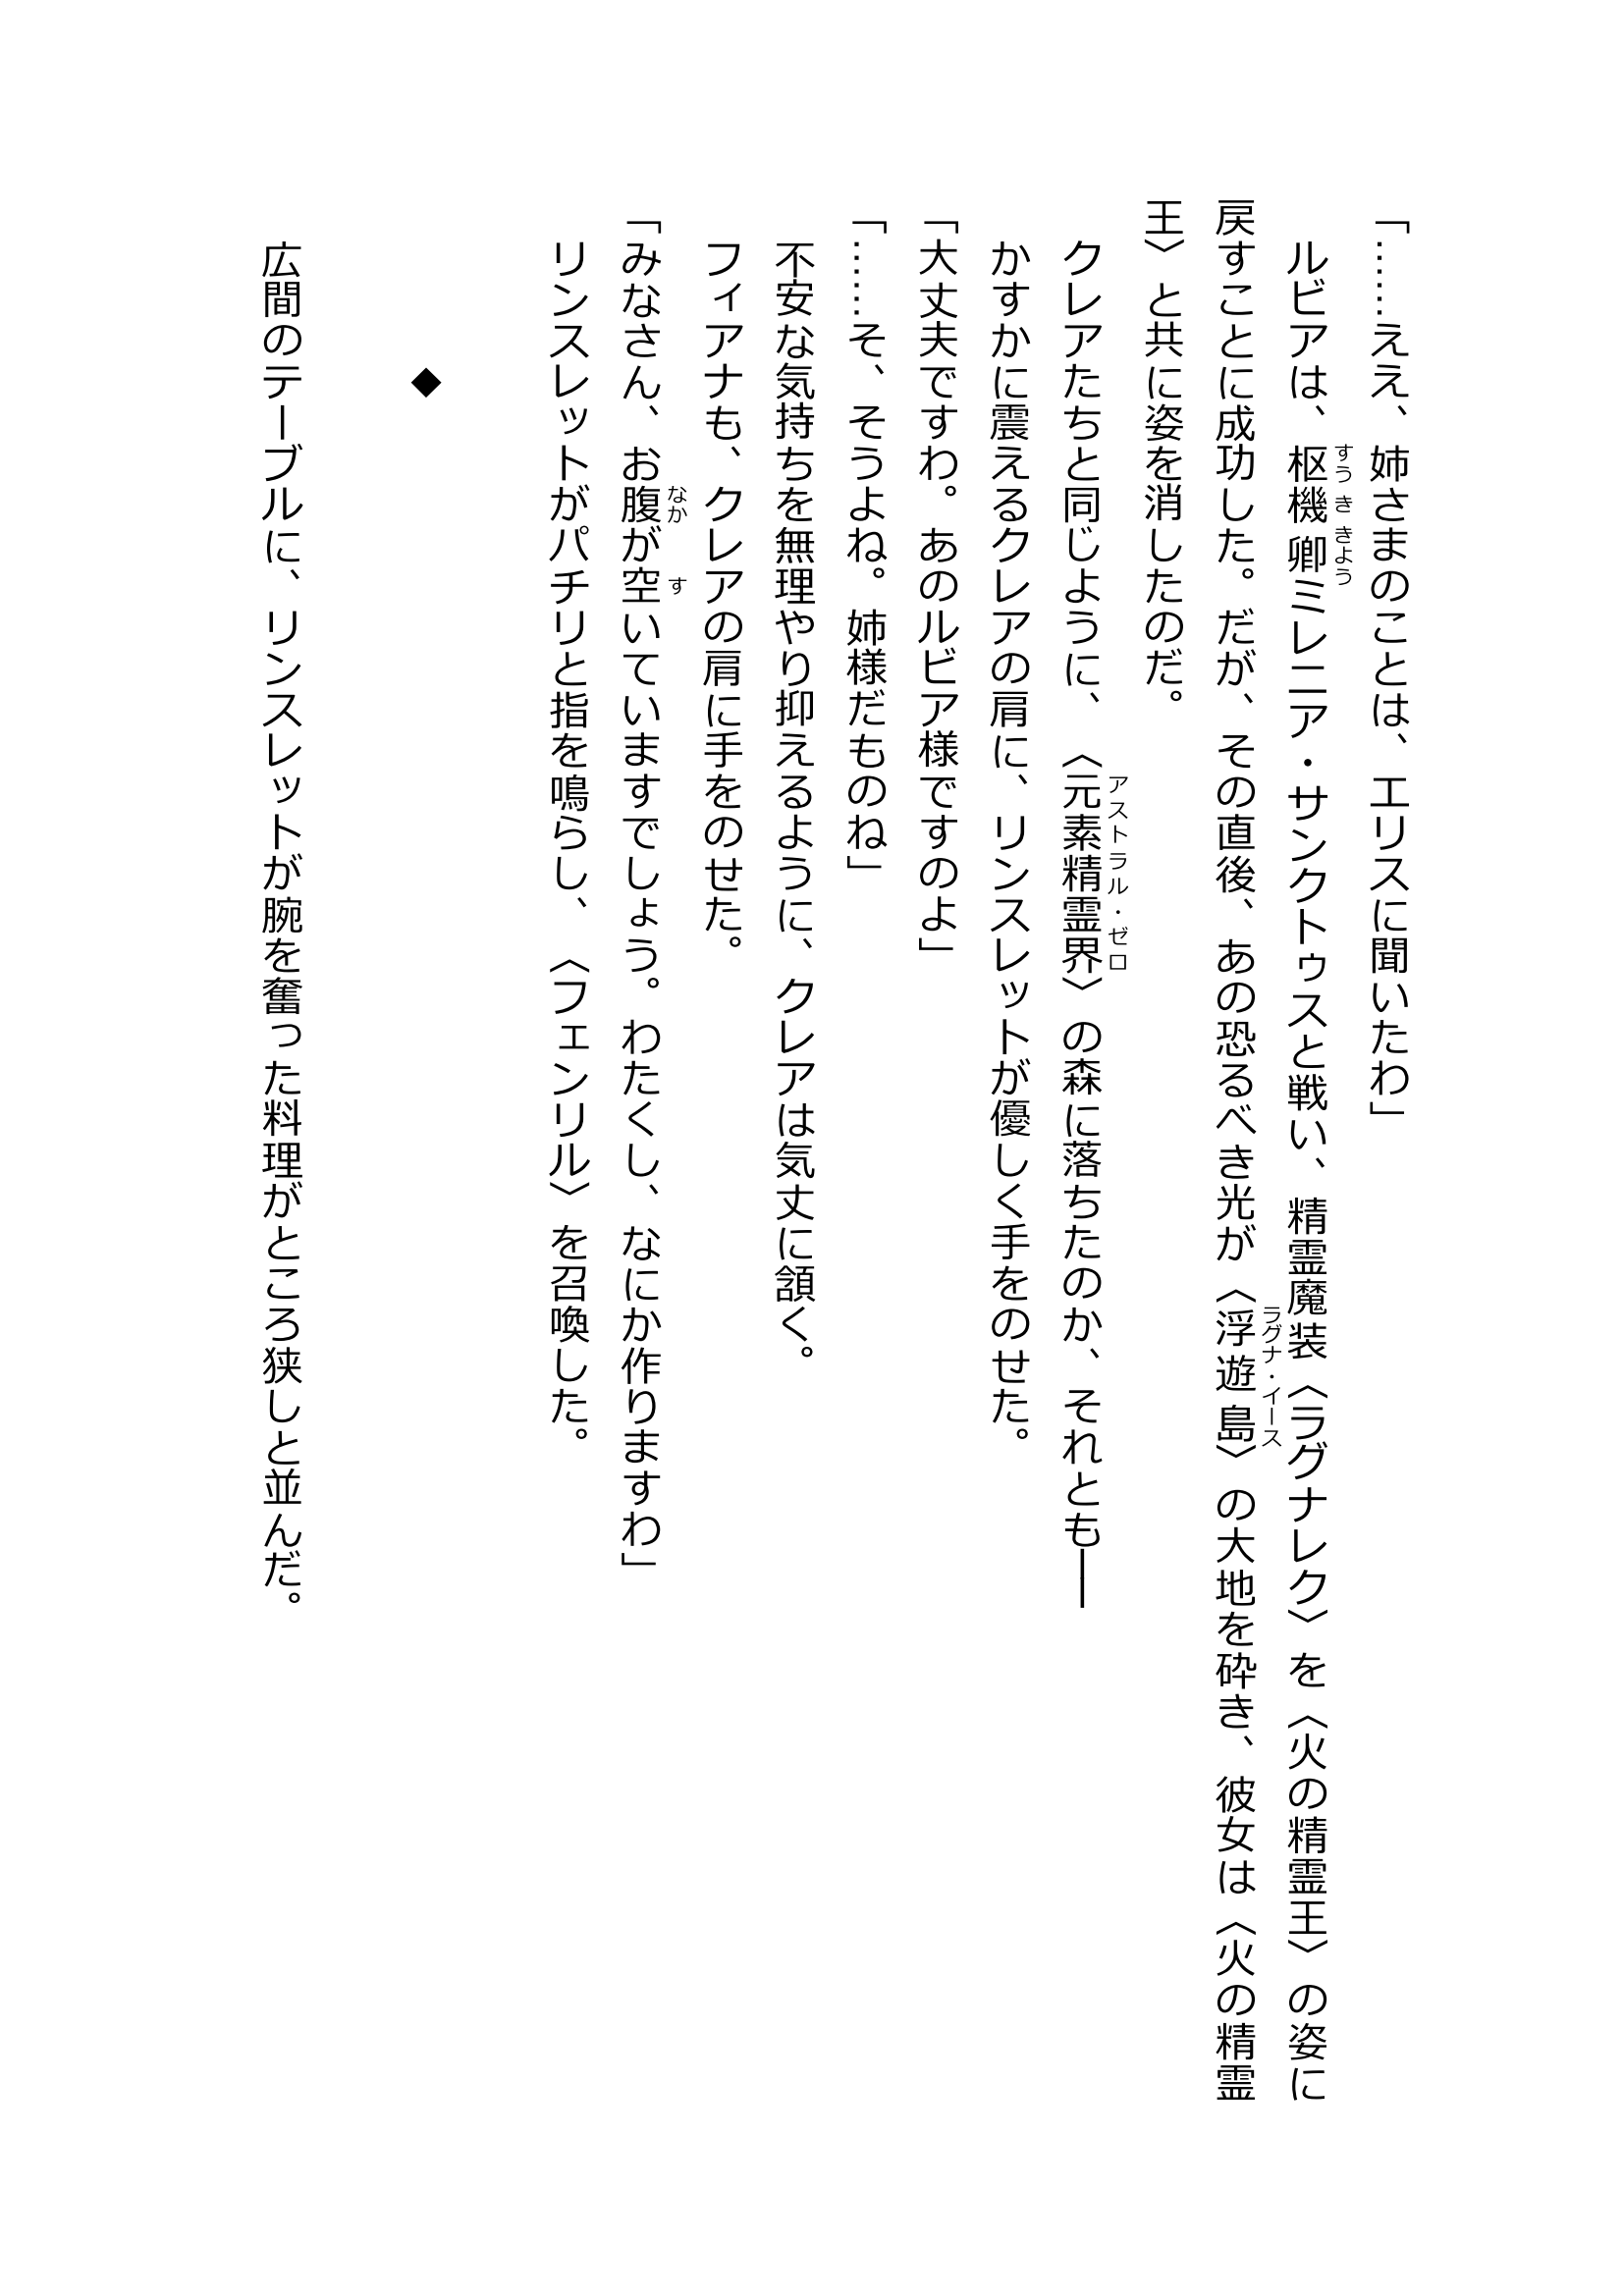 「……ええ、姉さまのことは、エリスに聞いたわ」
ルビアは、枢機卿ミレニア・サンクトゥスと戦い、精霊魔装〈ラグナレク〉を〈火の精霊王〉の姿に
すうききよう
戻すことに成功した。だが、その直後、あの恐るべき光が〈浮遊島〉の大地を砕き、彼女は〈火の精霊
ラグナ・イース
王〉と共に姿を消したのだ。
クレアたちと同じように、〈元素精霊界〉の森に落ちたのか、それとも――
アストラル・ゼロ
かすかに震えるクレアの肩に、リンスレットが優しく手をのせた。
「大丈夫ですわ。あのルビア様ですのよ」
「……そ、そうよね。姉様だものね」
不安な気持ちを無理やり抑えるように、クレアは気丈に頷く。
フィアナも、クレアの肩に手をのせた。
「みなさん、お腹が空いていますでしょう。わたくし、なにか作りますわ」
なか す
リンスレットがパチリと指を鳴らし、〈フェンリル〉を召喚した。
◆
広間のテーブルに、リンスレットが腕を奮った料理がところ狭しと並んだ。